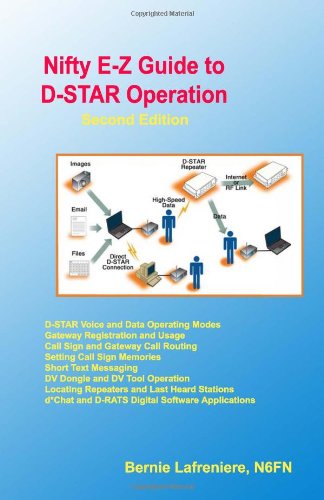 Nifty E-Z Guide to
D-STAR Operation
Second Edition
Images
Email
Files
Direct
D-STAR
Connection
High-Speed
Data
D-STAR
Repeater
Internet
or
RF Link
Data
D-STAR Voice and Data Operating Modes
Gateway Registration and Usage
Call Sign and Gateway Call Routing
Setting Call Sign Memories
Short Text Messaging
DV Dongle and DV Tool Operation
Locating Repeaters and Last Heard Stations
d*Chat and D-RATS Digital Software Applications
Bernie Lafreniere, N6FN